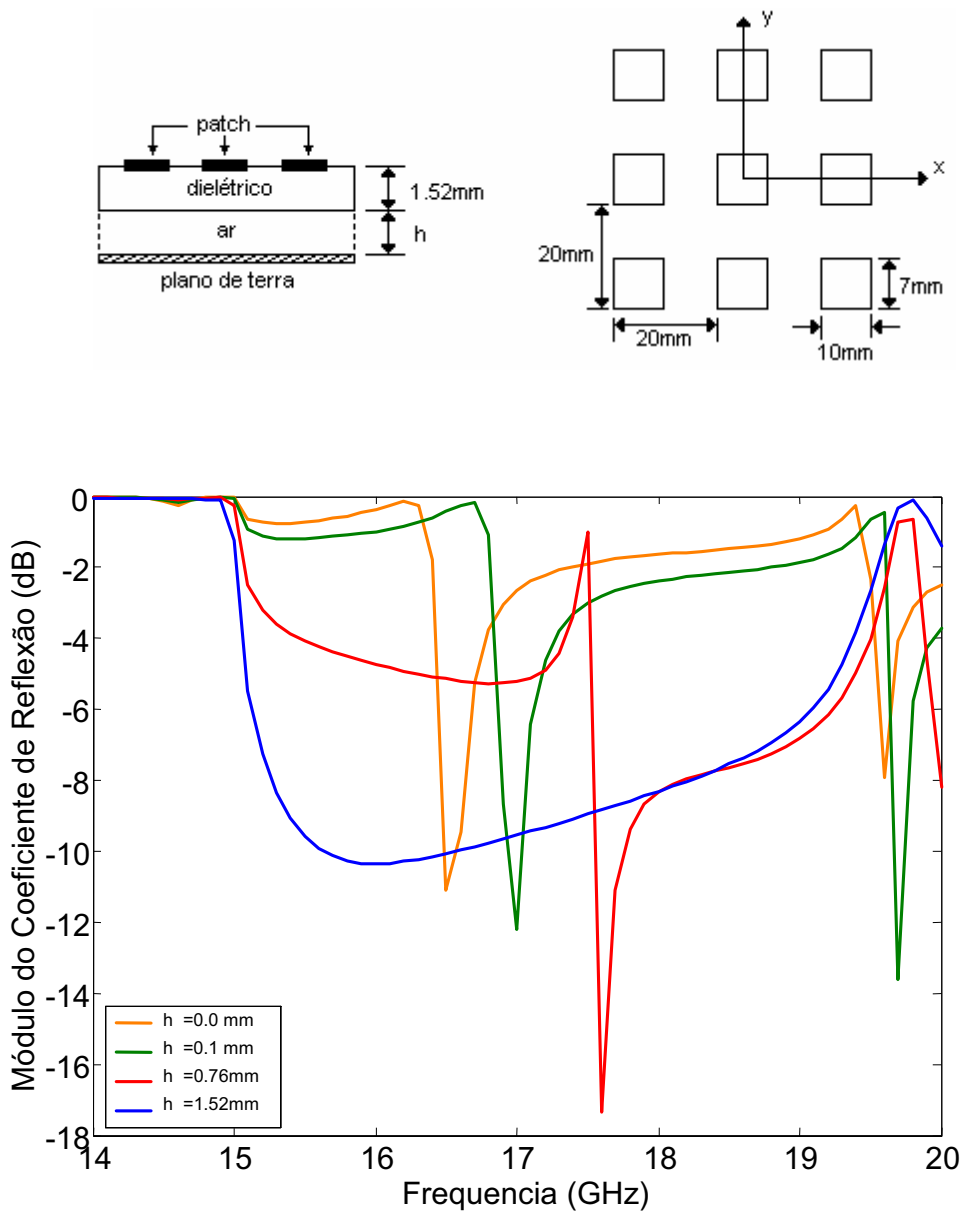 patch
dielétrico
1.52mm
ar
h
plano de terra
y
x
20mm
20mm
7mm
10mm
Módulo do Coeficiente de Reflexão (dB)
0
-2
-4
-6
-8
-10
-12
-14
-16
-18
h =0.0 mm
h =0.1 mm
h =0.76mm
h =1.52mm
14 15 16 17 18 19 20
Frequencia (GHz)